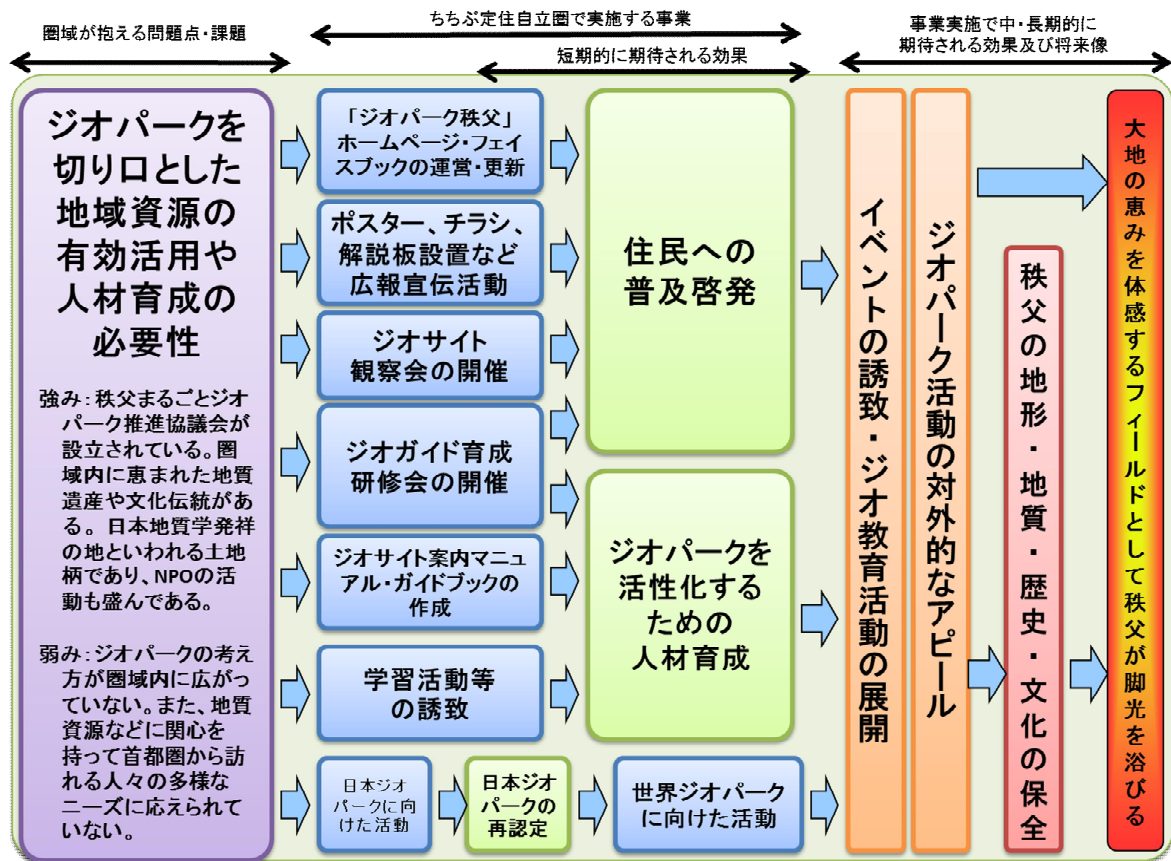 圏域が抱える問題点・課題
ちちぶ定住自立圏で実施する事業
短期的に期待される効果
事業実施で中・長期的に
期待される効果及び将来像
ジオパークを
切り口とした
地域資源の
有効活用や
人材育成の
必要性
強み：秩父まるごとジオ
パーク推進協議会が
設立されている。圏
域内に恵まれた地質
遺産や文化伝統があ
る。日本地質学発祥
の地といわれる土地
柄であり、NPOの活
動も盛んである。
弱み：ジオパークの考え
方が圏域内に広がっ
ていない。また、地質
資源などに関心を
持って首都圏から訪
れる人々の多様な
ニーズに応えられて
いない。
「ジオパーク秩父」
ホームページ・フェイ
スブックの運営・更新
ポスター、チラシ、
解説板設置など
広報宣伝活動
ジオサイト
観察会の開催
ジオガイド育成
研修会の開催
ジオサイト案内マニュ
アル・ガイドブックの
作成
学習活動等
の誘致
日本ジオ
パークに向
けた活動
日本ジオ
パークの
再認定
世界ジオパーク
に向けた活動
住民への
普及啓発
ジオパークを
活性化する
ための
人材育成
イベントの誘致・ジオ教育活動の展開
ジオパーク活動の対外的なアピール
秩父の地形・地質・歴史・文化の保全
大地の恵みを体感するフィールドとして秩父が脚光を浴びる